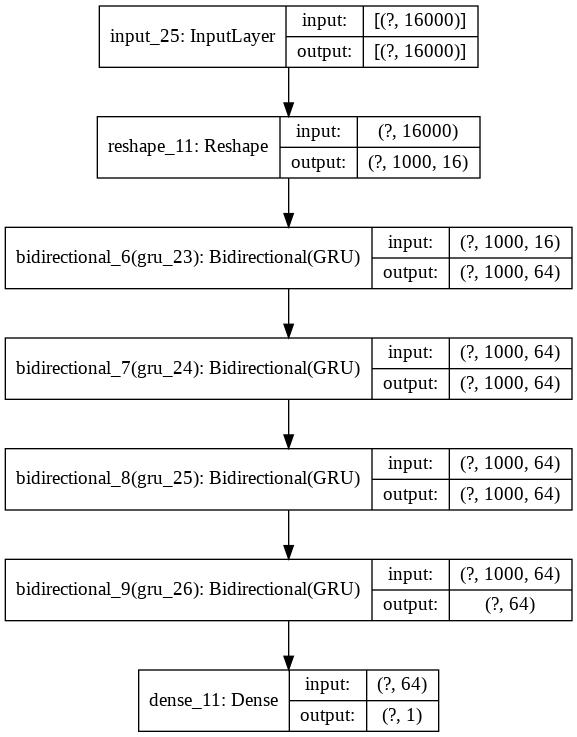 input_25: InputLayer
input: [(?, 16000)]
output: [(?, 16000)]
reshape_11: Reshape
input: (?, 16000)
output: (?, 1000, 16)
bidirectional_6(gru_23): Bidirectional(GRU)
input: (?, 1000, 16)
output: (?, 1000, 64)
bidirectional_7(gru_24): Bidirectional(GRU)
input: (?, 1000, 64)
output: (?, 1000, 64)
bidirectional_8(gru_25): Bidirectional(GRU)
input: (?, 1000, 64)
output: (?, 1000, 64)
bidirectional_9(gru_26): Bidirectional(GRU)
input: (?, 1000, 64)
output: (?, 64)
dense_11: Dense
input: (?, 64)
output: (?, 1)